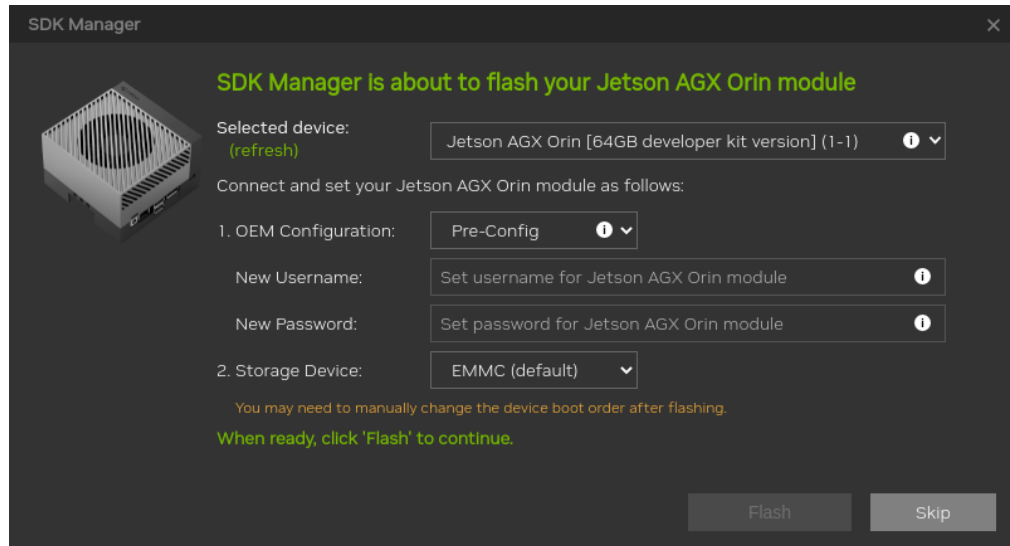 SDK Manager
SDK Manager is about to flash your Jetson AGX Orin module
Selected device:
(refresh)
Jetson AGX Orin [64GB developer kit version] (1-1)
Connect and set your Jetson AGX Orin module as follows:
1. OEM Configuration:
Pre-Config
New Username:
Set username for Jetson AGX Orin module
New Password:
Set password for Jetson AGX Orin module
2. Storage Device:
EMMC (default)
You may need to manually change the device boot order after flashing.
When ready, click 'Flash' to continue.
Flash
Skip